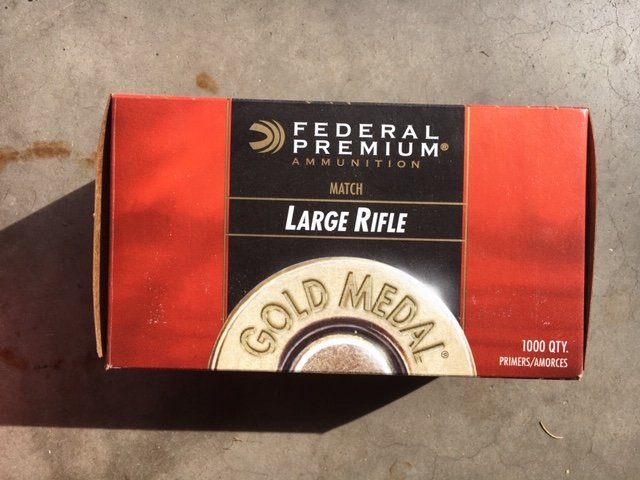 FEDERAL
PREMIUM®
AMMUNITION
MATCH
LARGE RIFLE
GOLD MEDAL®
1000 QTY.
PRIMERS/AMORCES